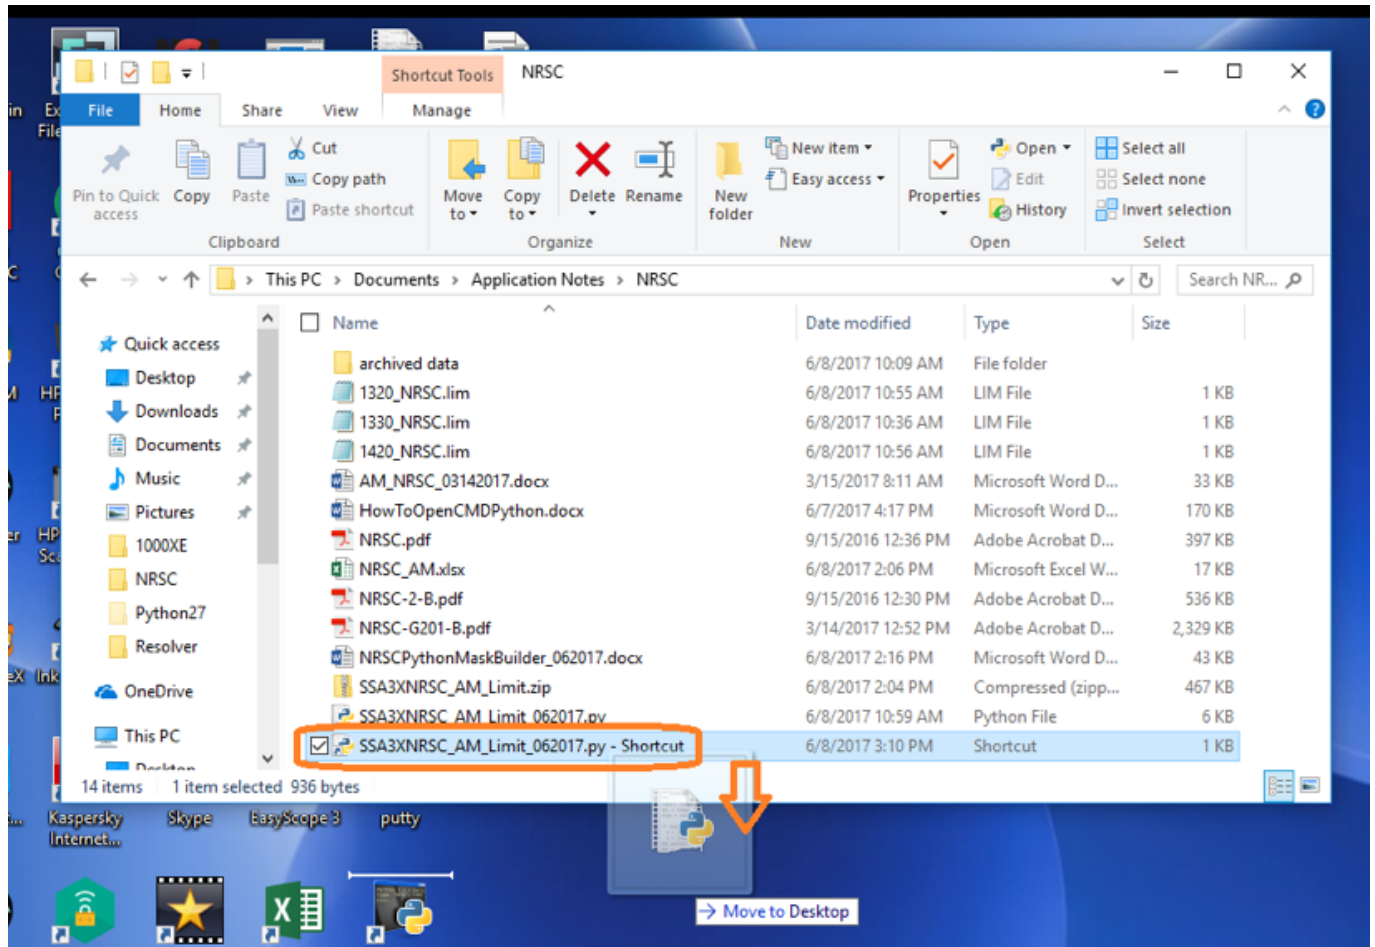 Shortcut Tools NRSC
File Home Share View Manage
Pin to Quick access
Copy
Paste
Cut
Copy path
Paste shortcut
Move to
Copy to
Delete
Rename
New folder
New item
Easy access
Properties
Open
Edit
History
Select all
Select none
Invert selection
Clipboard Organize New Open Select
This PC > Documents > Application Notes > NRSC
Search NR...
Name Date modified Type Size
Quick access
Desktop
Downloads
Documents
Music
Pictures
1000XE
NRSC
Python27
Resolver
OneDrive
This PC
Desktop
archived data 6/8/2017 10:09 AM File folder
1320_NRSC.lim 6/8/2017 10:55 AM LIM File 1 KB
1330_NRSC.lim 6/8/2017 10:36 AM LIM File 1 KB
1420_NRSC.lim 6/8/2017 10:56 AM LIM File 1 KB
AM_NRSC_03142017.docx 3/15/2017 8:11 AM Microsoft Word D... 33 KB
HowToOpenCMDPython.docx 6/7/2017 4:17 PM Microsoft Word D... 170 KB
NRSC.pdf 9/15/2016 12:36 PM Adobe Acrobat D... 397 KB
NRSC_AM.xlsx 6/8/2017 2:06 PM Microsoft Excel W... 17 KB
NRSC-2-B.pdf 9/15/2016 12:30 PM Adobe Acrobat D... 536 KB
NRSC-G201-B.pdf 3/14/2017 12:52 PM Adobe Acrobat D... 2,329 KB
NRSCPythonMaskBuilder_062017.docx 6/8/2017 2:16 PM Microsoft Word D... 43 KB
SSA3XNRSC_AM_Limit.zip 6/8/2017 2:04 PM Compressed (zipp... 467 KB
SSA3XNRSC_AM_Limit_062017.py 6/8/2017 10:59 AM Python File 6 KB
SSA3XNRSC_AM_Limit_062017.py - Shortcut 6/8/2017 3:10 PM Shortcut 1 KB
14 items 1 item selected 936 bytes
Kaspersky Internet...
Skype
EasyScope 3
putty
→ Move to Desktop